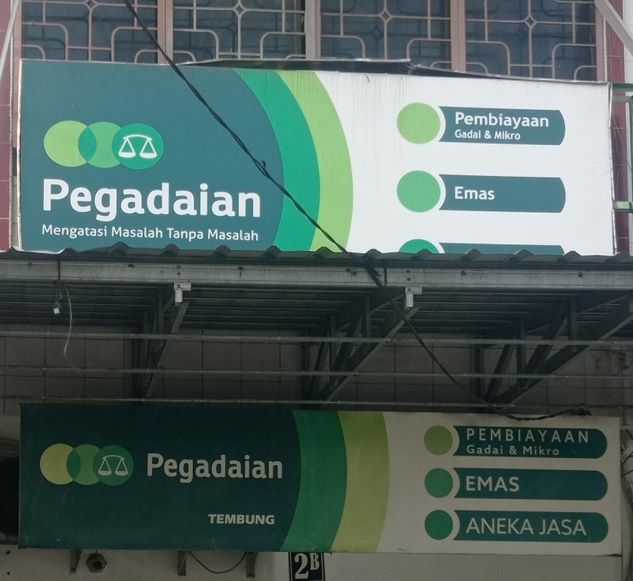 Pegadaian
Mengatasi Masalah Tanpa Masalah
Pembiayaan
Gadai & Mikro
Emas
Pegadaian
TEMBUNG
PEMBIAYAAN
Gadai & Mikro
EMAS
ANEKA JASA
2B